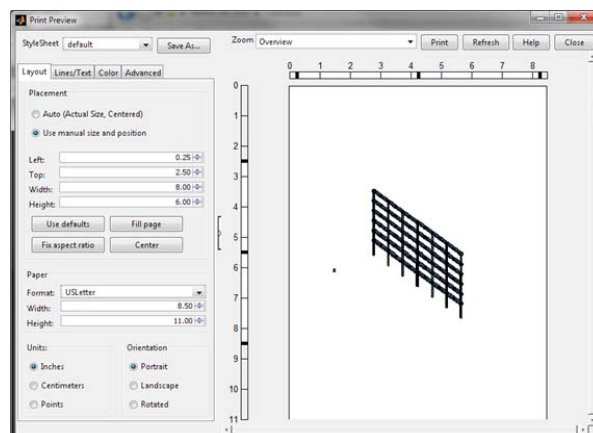 Print Preview
StyleSheet default Save As... Zoom Overview Print Refresh Help Close
Layout Lines/Text Color Advanced
Placement
Auto (Actual Size, Centered)
Use manual size and position
Left: 0.25
Top: 2.50
Width: 8.00
Height: 6.00
Use defaults Fill page
Fix aspect ratio Center
Paper
Format: USLetter
Width: 8.50
Height: 11.00
Units: Orientation
Inches Portrait
Centimeters Landscape
Points Rotated
0 1 2 3 4 5 6 7 8
0
1
2
3
4
5
6
7
8
9
10
11